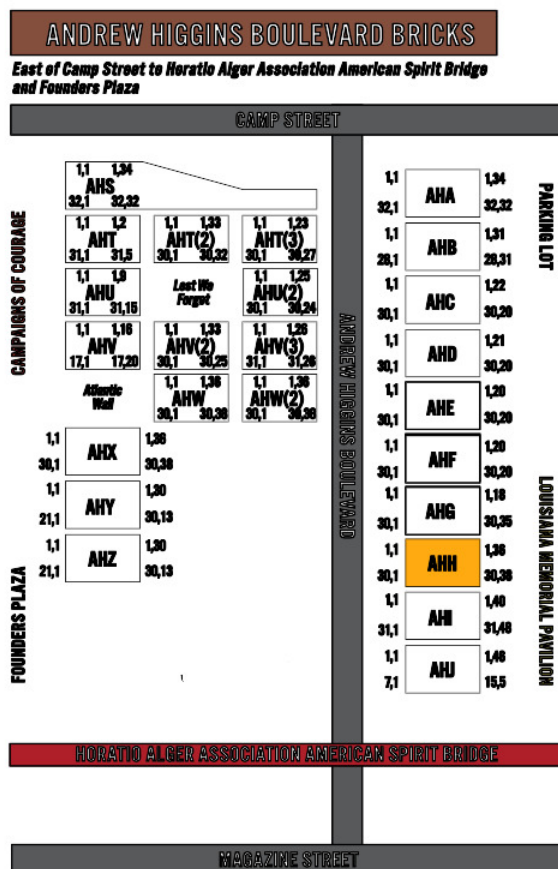 ANDREW HIGGINS BOULEVARD BRICKS
East of Camp Street to Horatio Alger Association American Spirit Bridge
and Founders Plaza
CAMP STREET
CAMPAIGNS OF COURAGE
FOUNDERS PLAZA
1,1 1,34
AHS
32,1 32,32
1,1 1,2
AHT
31,1 31,5
1,1 1,33
AHT(2)
30,1 30,32
1,1 1,23
AHT(3)
30,1 30,27
1,1 1,9
AHU
31,1 31,15
Lest We
Forget
1,1 1,25
AHU(2)
30,1 30,24
1,1 1,16
AHV
17,1 17,20
1,1 1,33
AHV(2)
30,1 30,25
1,1 1,26
AHV(3)
31,1 31,26
Atlantic
Wall
1,1 1,36
AHW
30,1 30,38
1,1 1,36
AHW(2)
30,1 30,38
1,1 1,36
AHX
30,1 30,38
1,1 1,30
AHY
21,1 30,13
1,1 1,30
AHZ
21,1 30,13
ANDREW HIGGINS BOULEVARD
1,1 1,34
AHA
32,1 32,32
1,1 1,31
AHB
28,1 28,31
1,1 1,22
AHC
30,1 30,20
1,1 1,21
AHD
30,1 30,20
1,1 1,20
AHE
30,1 30,20
1,1 1,20
AHF
30,1 30,20
1,1 1,18
AHG
30,1 30,35
1,1 1,36
AHH
30,1 30,38
1,1 1,40
AHI
31,1 31,48
1,1 1,48
AHJ
7,1 15,5
PARKING LOT
LOUISIANA MEMORIAL PAVILION
HORATIO ALGER ASSOCIATION AMERICAN SPIRIT BRIDGE
MAGAZINE STREET